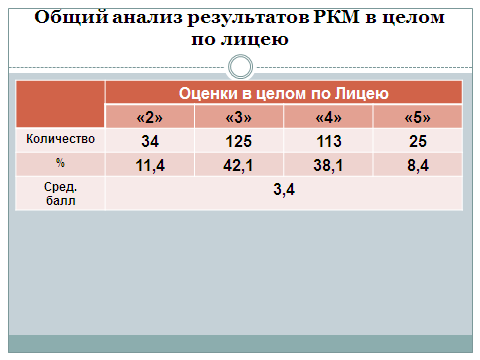 Общий анализ результатов РКМ в целом
по лицею
Оценки в целом по Лицею
«2» «3» «4» «5»
Количество 34 125 113 25
% 11,4 42,1 38,1 8,4
Сред.
балл 3,4